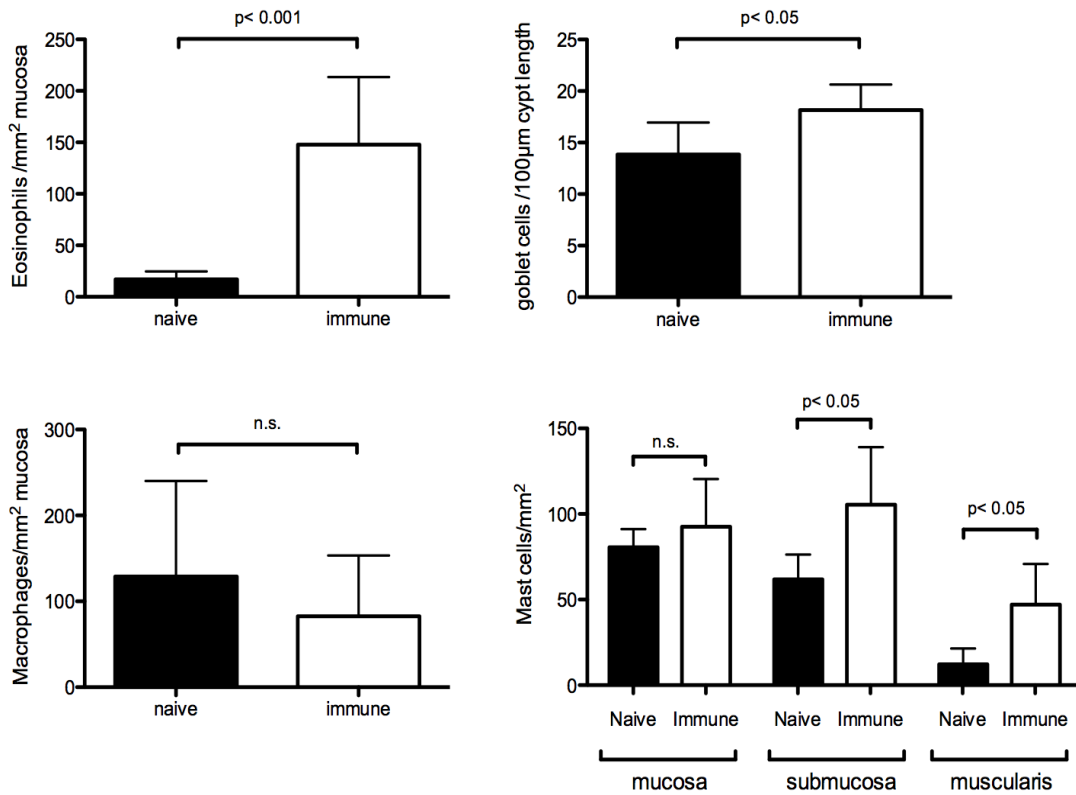 p< 0.001
Eosinophils /mm² mucosa
250
200
150
100
50
0
naive immune
p< 0.05
goblet cells /100µm cypt length
25
20
15
10
5
0
naive immune
n.s.
Macrophages/mm² mucosa
300
200
100
0
naive immune
p< 0.05
n.s.
p< 0.05
Mast cells/mm²
150
100
50
0
Naive Immune Naive Immune Naive Immune
mucosa submucosa muscularis